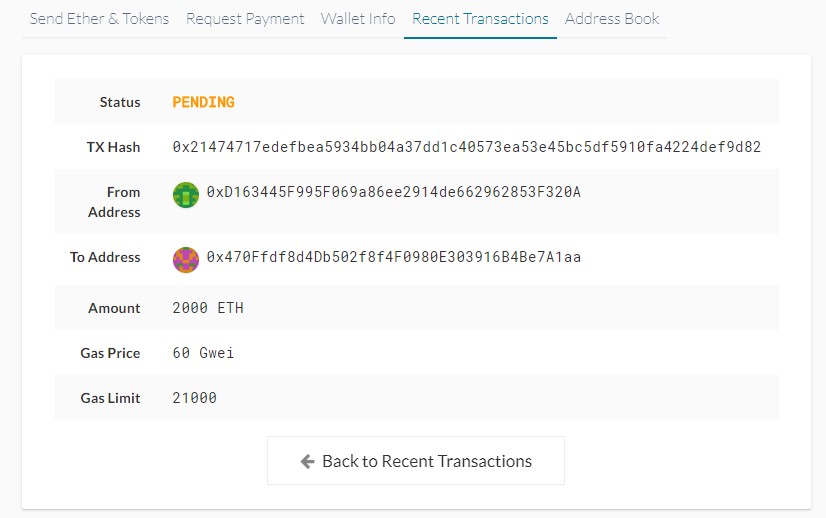 Send Ether & Tokens Request Payment Wallet Info Recent Transactions Address Book
Status PENDING
TX Hash 0x21474717edefbea5934bb04a37dd1c40573ea53e45bc5df5910fa4224def9d82
From Address 0xD163445F995F069a86ee2914de662962853F320A
To Address 0x470Ffdf8d4Db502f8f4F0980E303916B4Be7A1aa
Amount 2000 ETH
Gas Price 60 Gwei
Gas Limit 21000
Back to Recent Transactions